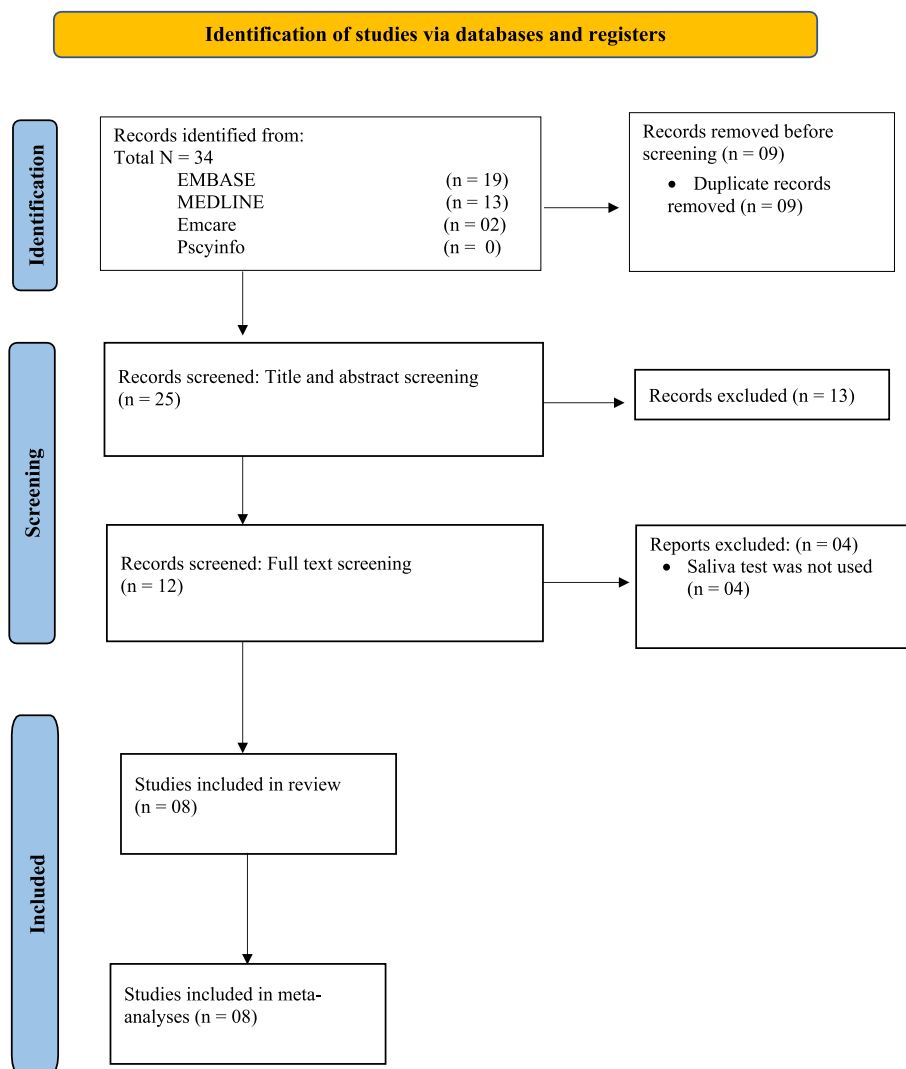 Identification of studies via databases and registers
Identification
Records identified from:
Total N = 34
EMBASE (n = 19)
MEDLINE (n = 13)
Emcare (n = 02)
Pscyinfo (n = 0)
Records removed before
screening (n = 09)
• Duplicate records
removed (n = 09)
Screening
Records screened: Title and abstract screening
(n = 25)
Records excluded (n = 13)
Records screened: Full text screening
(n = 12)
Reports excluded: (n = 04)
• Saliva test was not used
(n = 04)
Included
Studies included in review
(n = 08)
Studies included in meta-
analyses (n = 08)